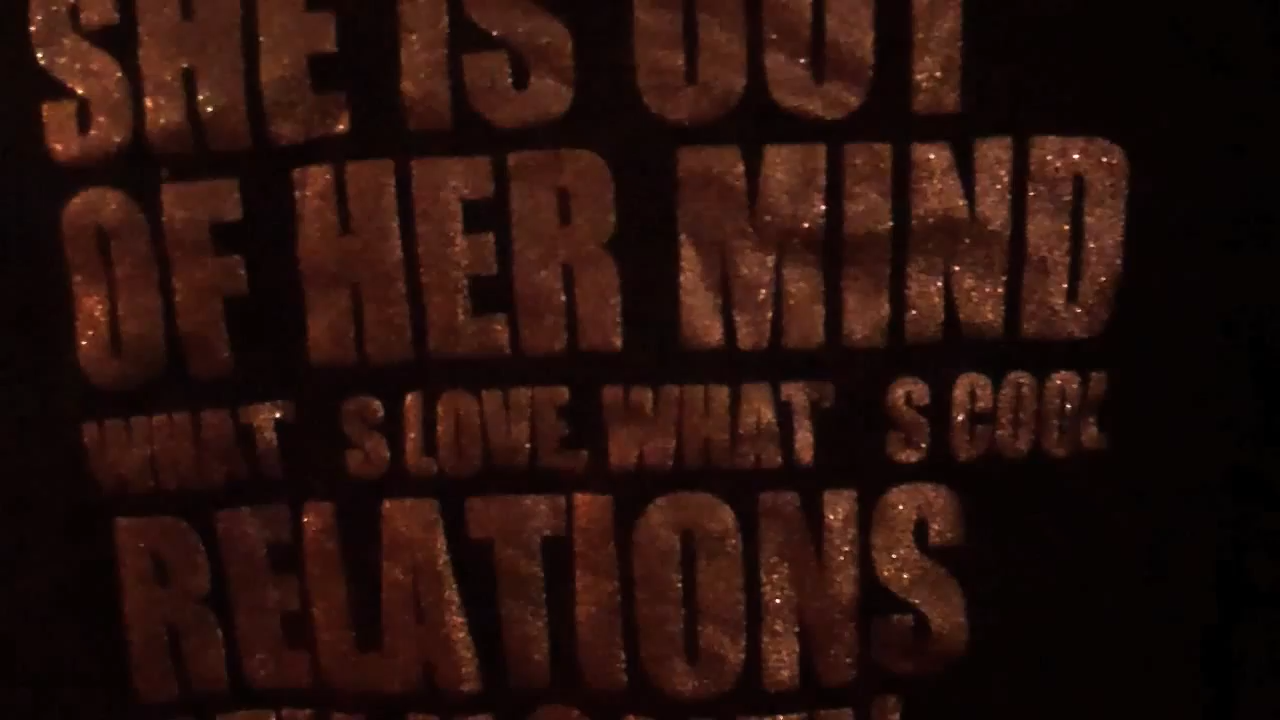 SHE IS OUT
OF HER MIND
WHAT S LOVE WHAT S COOL
RELATIONS